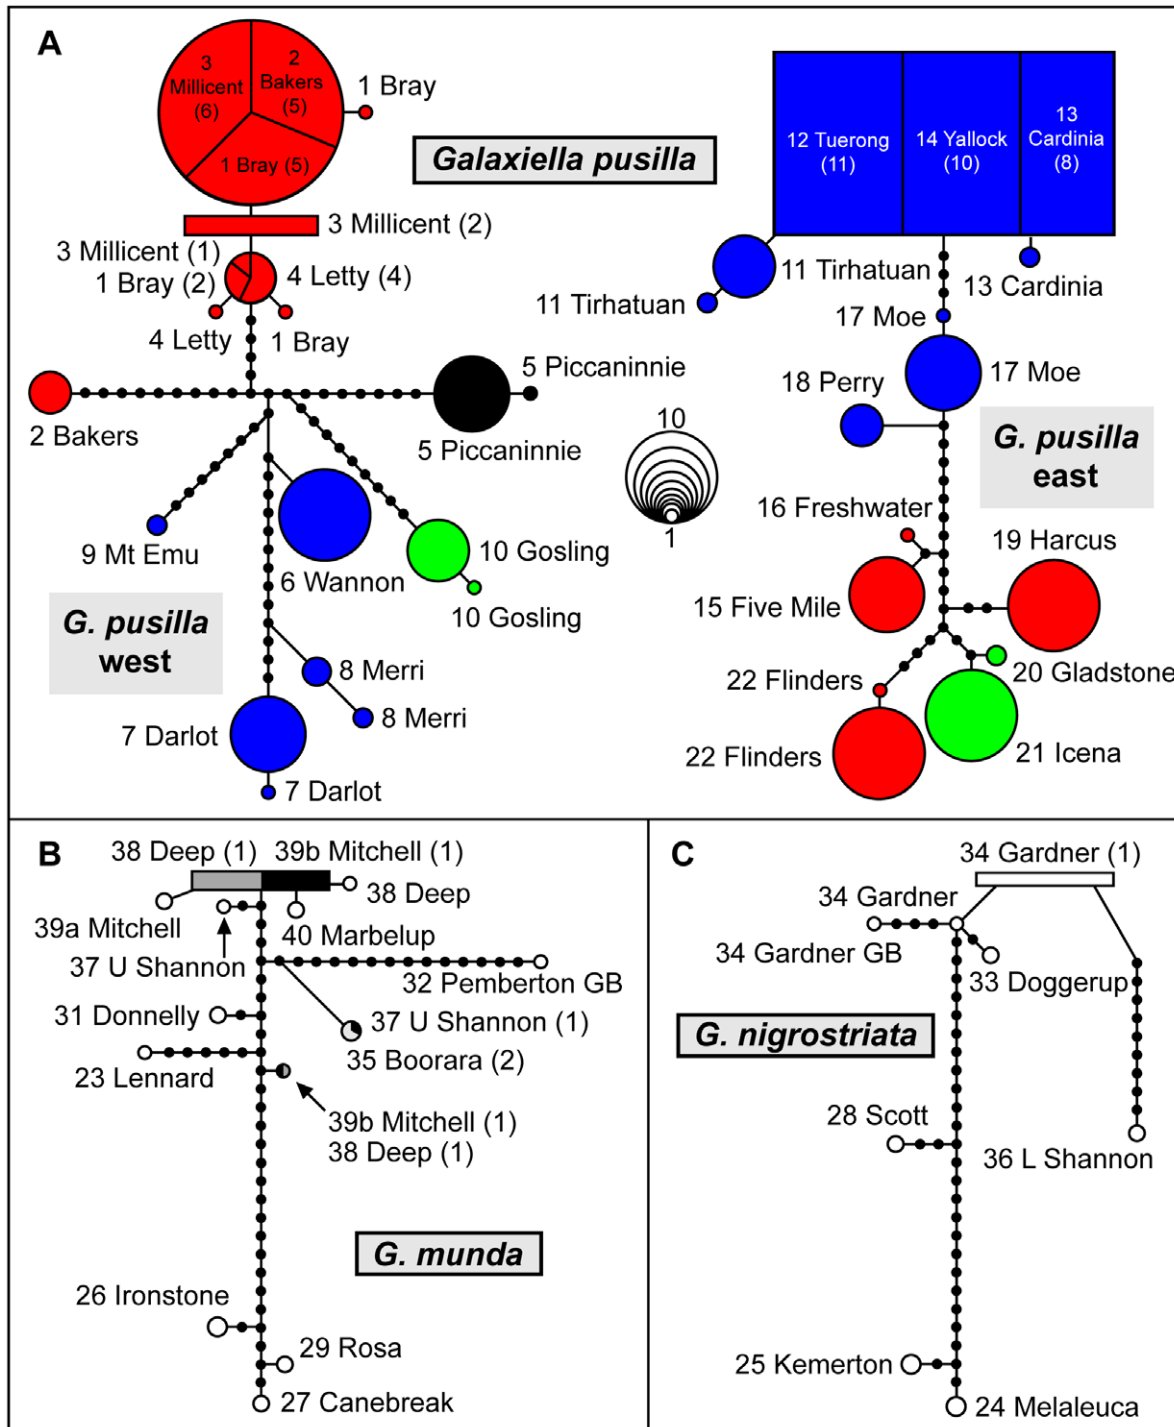 A
3
Millicent
(6)
2
Bakers
(5)
1 Bray (5)
1 Bray
Galaxiella pusilla
12 Tuerong
(11)
14 Yallock
(10)
13
Cardinia
(8)
3 Millicent (2)
3 Millicent (1)
1 Bray (2)
4 Letty (4)
4 Letty
1 Bray
11 Tirhatuan
11 Tirhatuan
13 Cardinia
17 Moe
17 Moe
18 Perry
2 Bakers
5 Piccaninnie
5 Piccaninnie
10
1
G. pusilla
east
9 Mt Emu
6 Wannon
10 Gosling
10 Gosling
16 Freshwater
19 Harcus
15 Five Mile
G. pusilla
west
8 Merri
8 Merri
7 Darlot
7 Darlot
20 Gladstone
22 Flinders
22 Flinders
21 Icena
B
38 Deep (1)
39b Mitchell (1)
38 Deep
39a Mitchell
40 Marbelup
37 U Shannon
32 Pemberton GB
31 Donnelly
37 U Shannon (1)
35 Boorara (2)
23 Lennard
39b Mitchell (1)
38 Deep (1)
G. munda
26 Ironstone
29 Rosa
27 Canebreak
C
34 Gardner (1)
34 Gardner
34 Gardner GB
33 Doggerup
G. nigrostriata
28 Scott
36 L Shannon
25 Kemerton
24 Melaleuca